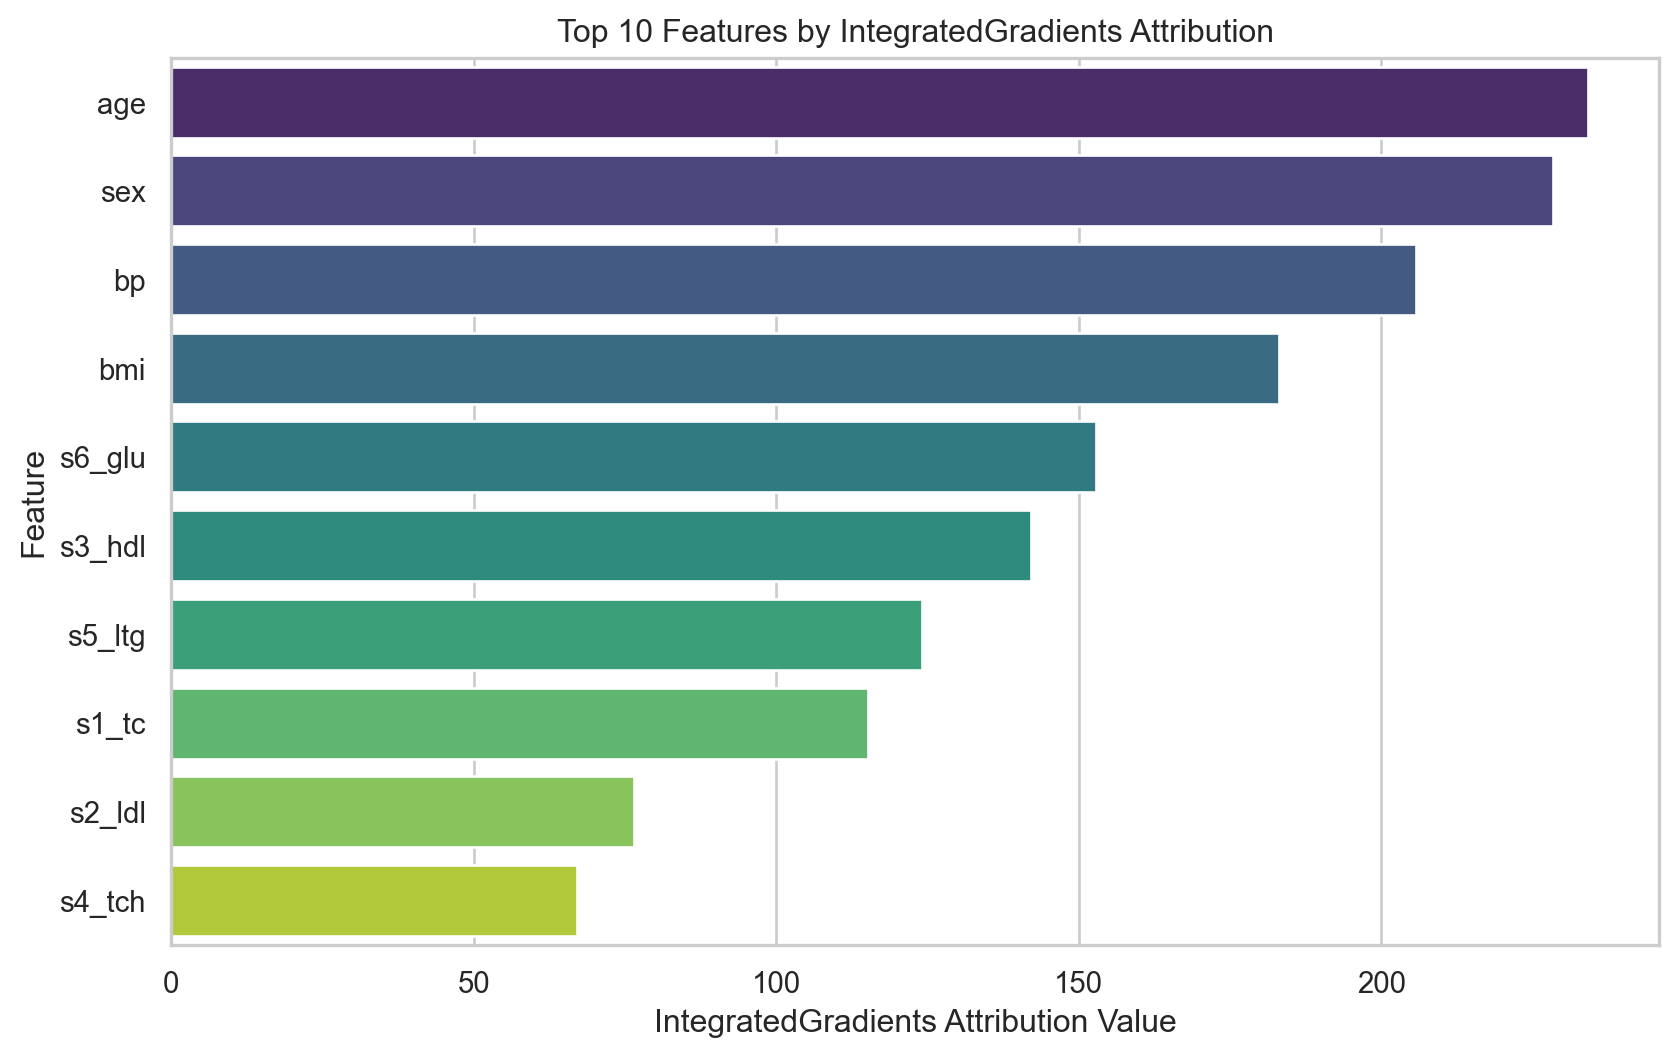 Top 10 Features by IntegratedGradients Attribution
Feature
age
sex
bp
bmi
s6_glu
s3_hdl
s5_ltg
s1_tc
s2_ldl
s4_tch
0 50 100 150 200
IntegratedGradients Attribution Value